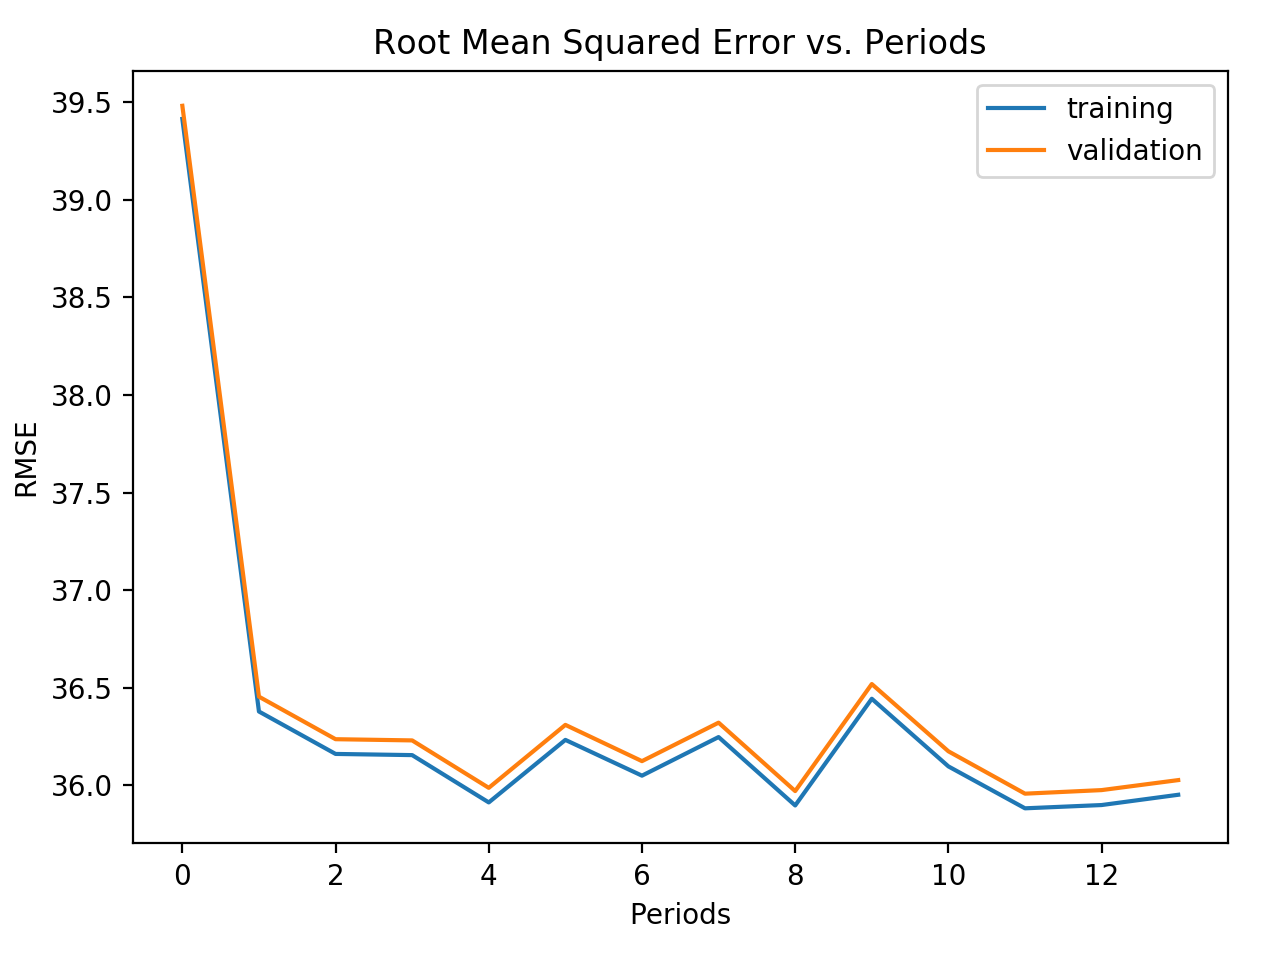 Root Mean Squared Error vs. Periods
training
validation
39.5
39.0
38.5
38.0
37.5
37.0
36.5
36.0
RMSE
0 2 4 6 8 10 12
Periods